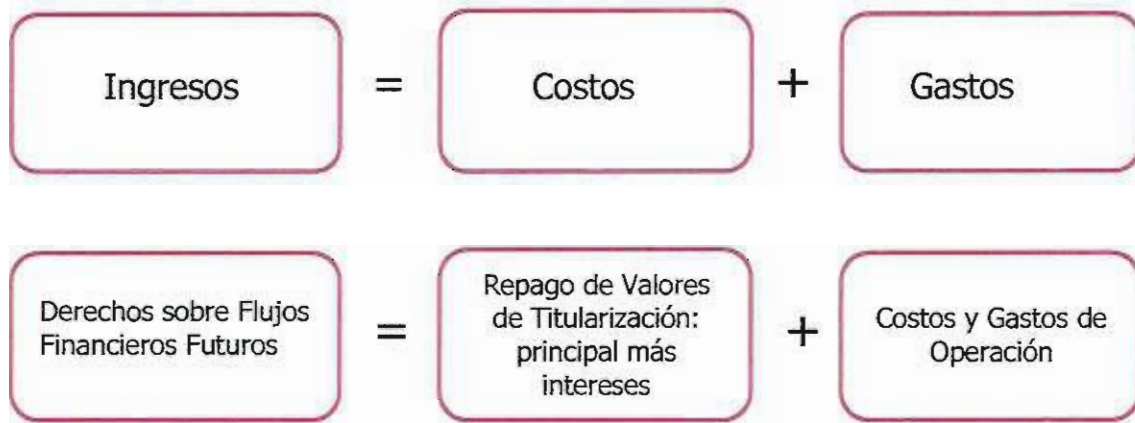 Ingresos = Costos + Gastos
Derechos sobre Flujos
Financieros Futuros
=
Repago de Valores
de Titularización:
principal más
intereses
+
Costos y Gastos de
Operación